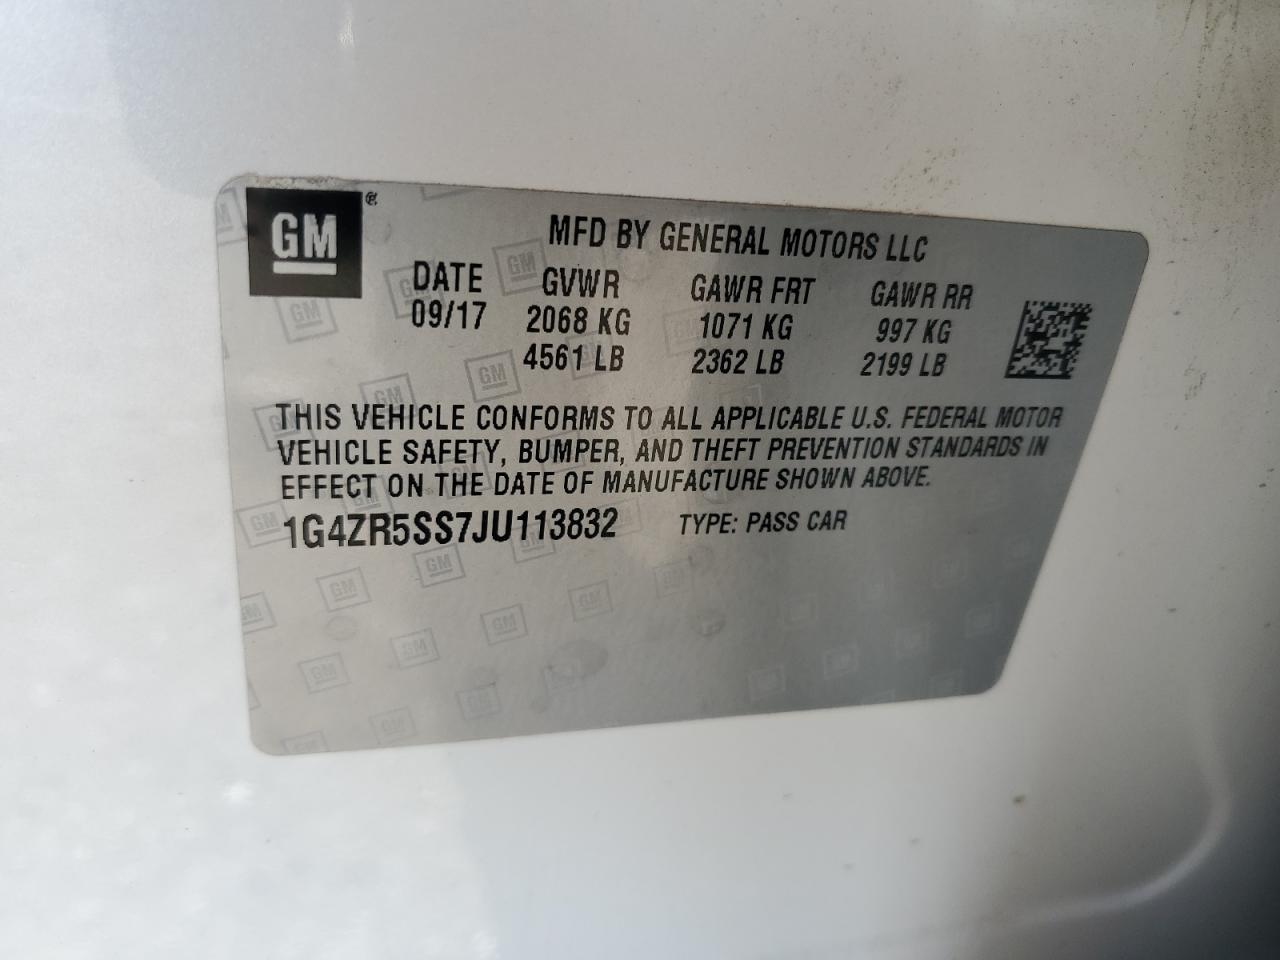 GM
MFD BY GENERAL MOTORS LLC
DATE GVWR GAWR FRT GAWR RR
09/17 2068 KG 1071 KG 997 KG
4561 LB 2362 LB 2199 LB
THIS VEHICLE CONFORMS TO ALL APPLICABLE U.S. FEDERAL MOTOR
VEHICLE SAFETY, BUMPER, AND THEFT PREVENTION STANDARDS IN
EFFECT ON THE DATE OF MANUFACTURE SHOWN ABOVE.
1G4ZR5SS7JU113832 TYPE: PASS CAR